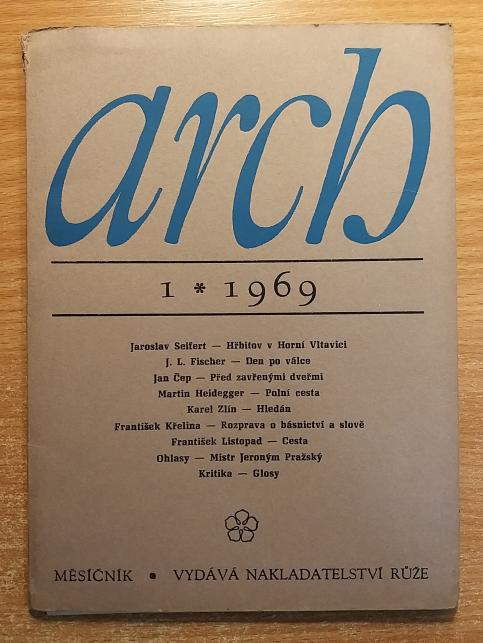 arch
1 * 1969
Jaroslav Seifert — Hřbitov v Horní Vltavici
J. L. Fischer — Den po válce
Jan Čep — Před zavřenými dveřmi
Martin Heidegger — Polní cesta
Karel Zlín — Hledán
František Křelina — Rozprava o básnictví a slově
František Listopad — Cesta
Ohlasy — Mistr Jeroným Pražský
Kritika — Glosy
MĚSÍČNÍK • VYDÁVÁ NAKLADATELSTVÍ RŮŽE